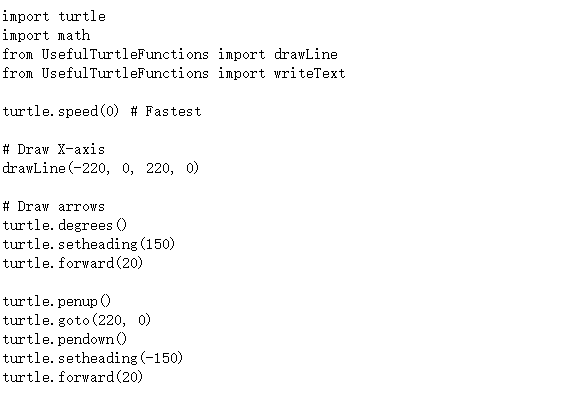 import turtle
import math
from UsefulTurtleFunctions import drawLine
from UsefulTurtleFunctions import writeText
turtle.speed(0) # Fastest
# Draw X-axis
drawLine(-220, 0, 220, 0)
# Draw arrows
turtle.degrees()
turtle.setheading(150)
turtle.forward(20)
turtle.penup()
turtle.goto(220, 0)
turtle.pendown()
turtle.setheading(-150)
turtle.forward(20)